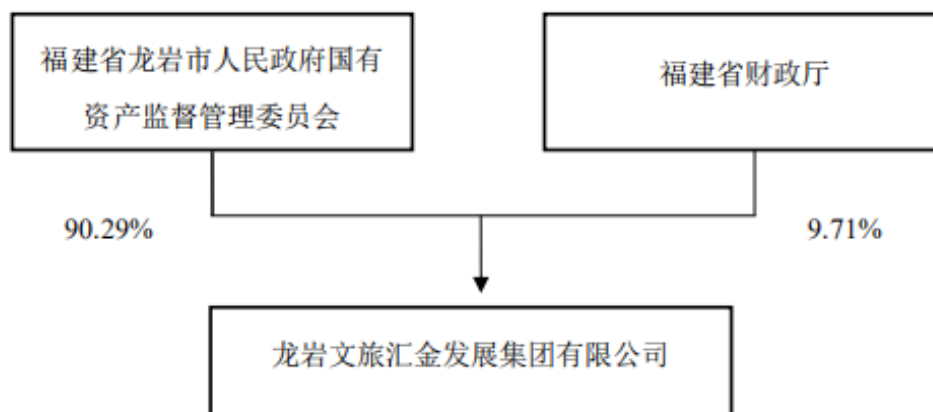 福建省龙岩市人民政府国有
资产监督管理委员会
福建省财政厅
90.29%
9.71%
龙岩文旅汇金发展集团有限公司